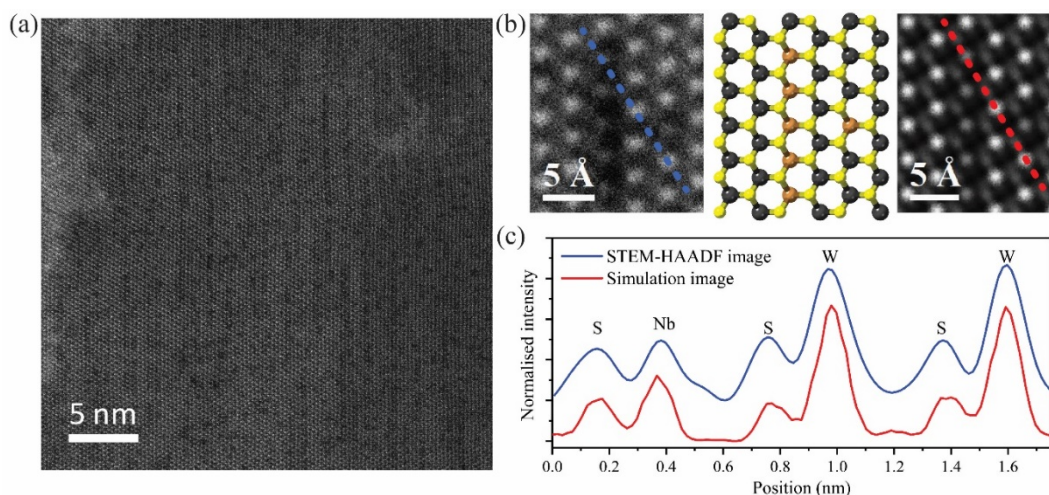 (a)
5 nm
(b)
5 Å
5 Å
(c)
STEM-HAADF image
Simulation image
S
Nb
S
W
S
W
Normalised intensity
0.0 0.2 0.4 0.6 0.8 1.0 1.2 1.4 1.6
Position (nm)